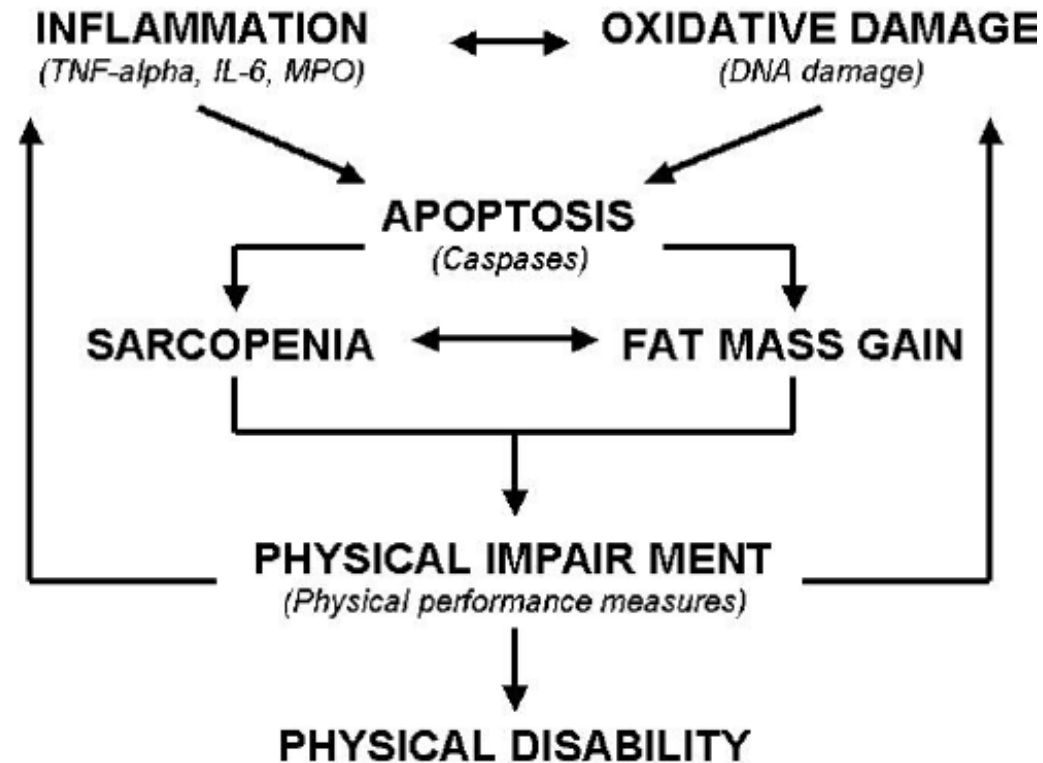 INFLAMMATION
(TNF-alpha, IL-6, MPO)
OXIDATIVE DAMAGE
(DNA damage)
APOPTOSIS
(Caspases)
SARCOPENIA
FAT MASS GAIN
PHYSICAL IMPAIR MENT
(Physical performance measures)
PHYSICAL DISABILITY